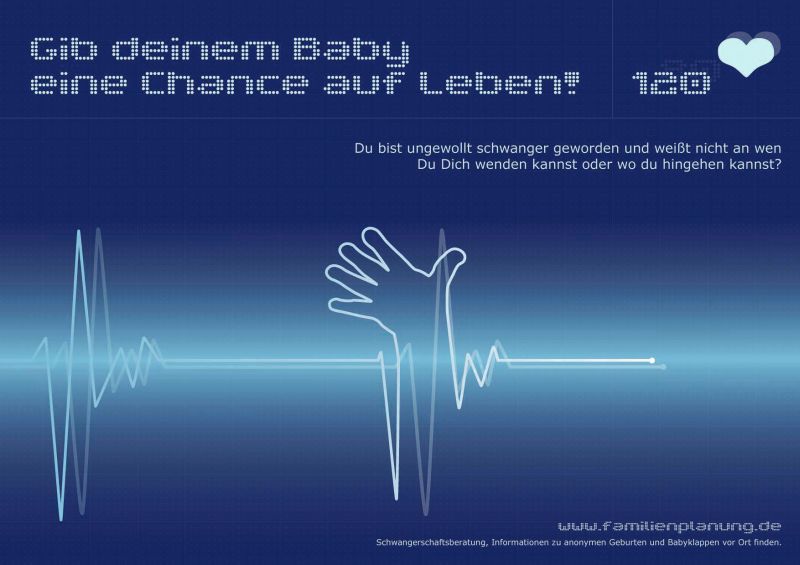 Gib deinem Baby
eine Chance auf Leben!
120
Du bist ungewollt schwanger geworden und weißt nicht an wen
Du Dich wenden kannst oder wo du hingehen kannst?
www.familienplanung.de
Schwangerschaftsberatung, Informationen zu anonymen Geburten und Babyklappen vor Ort finden.